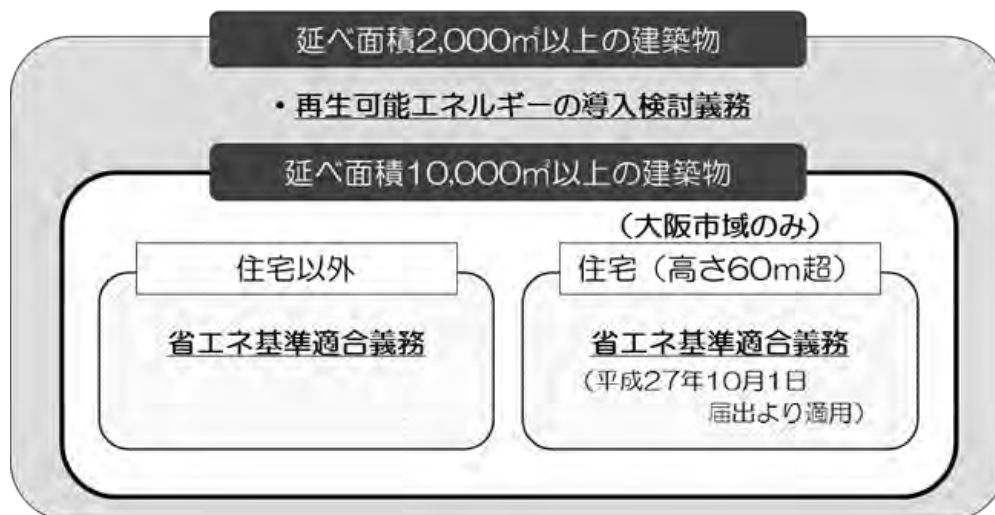 延べ面積2,000㎡以上の建築物
・再生可能エネルギーの導入検討義務
延べ面積10,000㎡以上の建築物
（大阪市域のみ）
住宅以外
住宅（高さ60m超）
省エネ基準適合義務
省エネ基準適合義務
（平成27年10月1日
届出より適用）